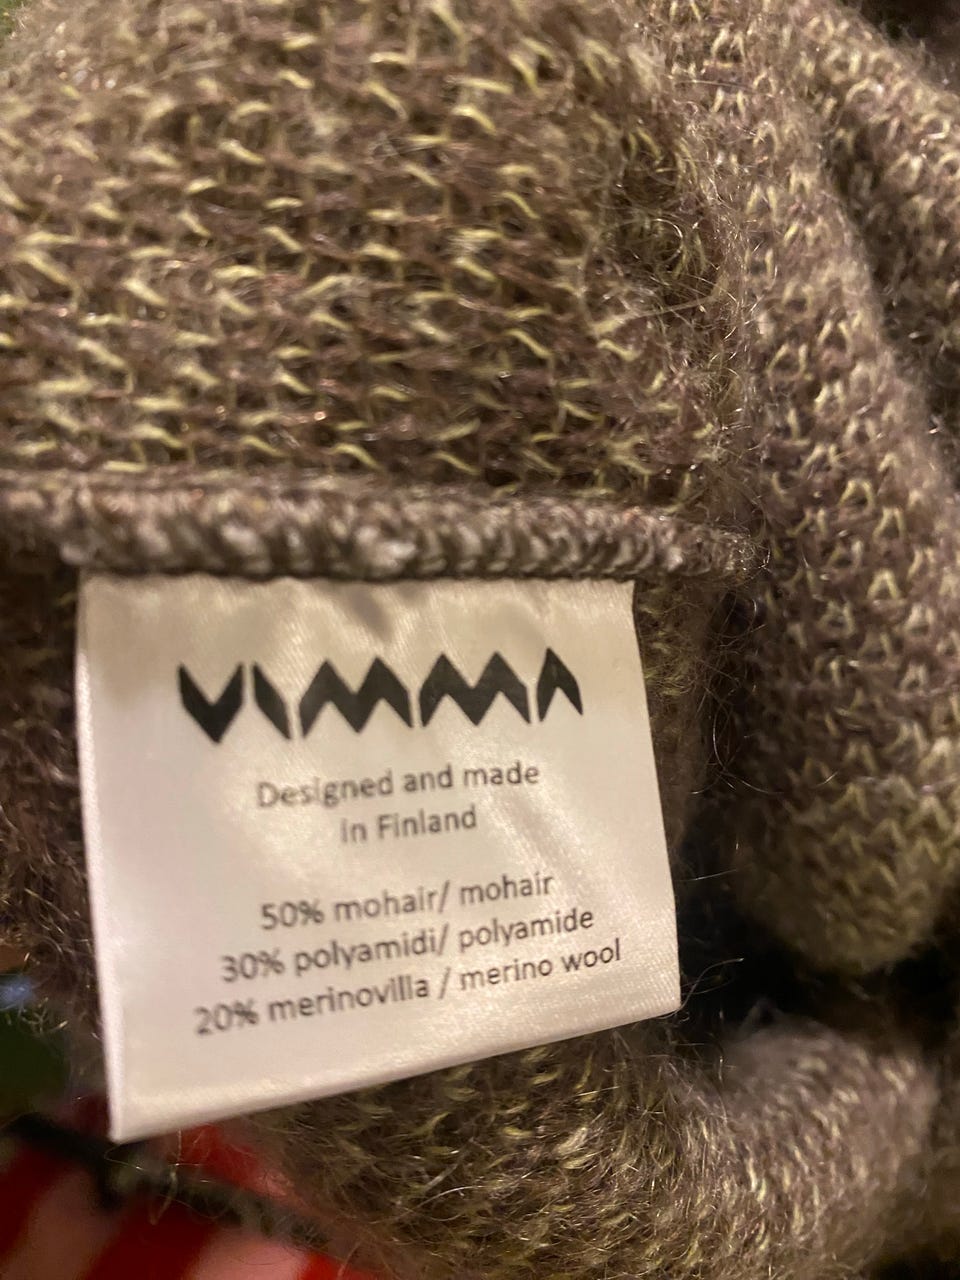 VIMMA
Designed and made
in Finland
50% mohair/ mohair
30% polyamidi/ polyamide
20% merinovilla / merino wool